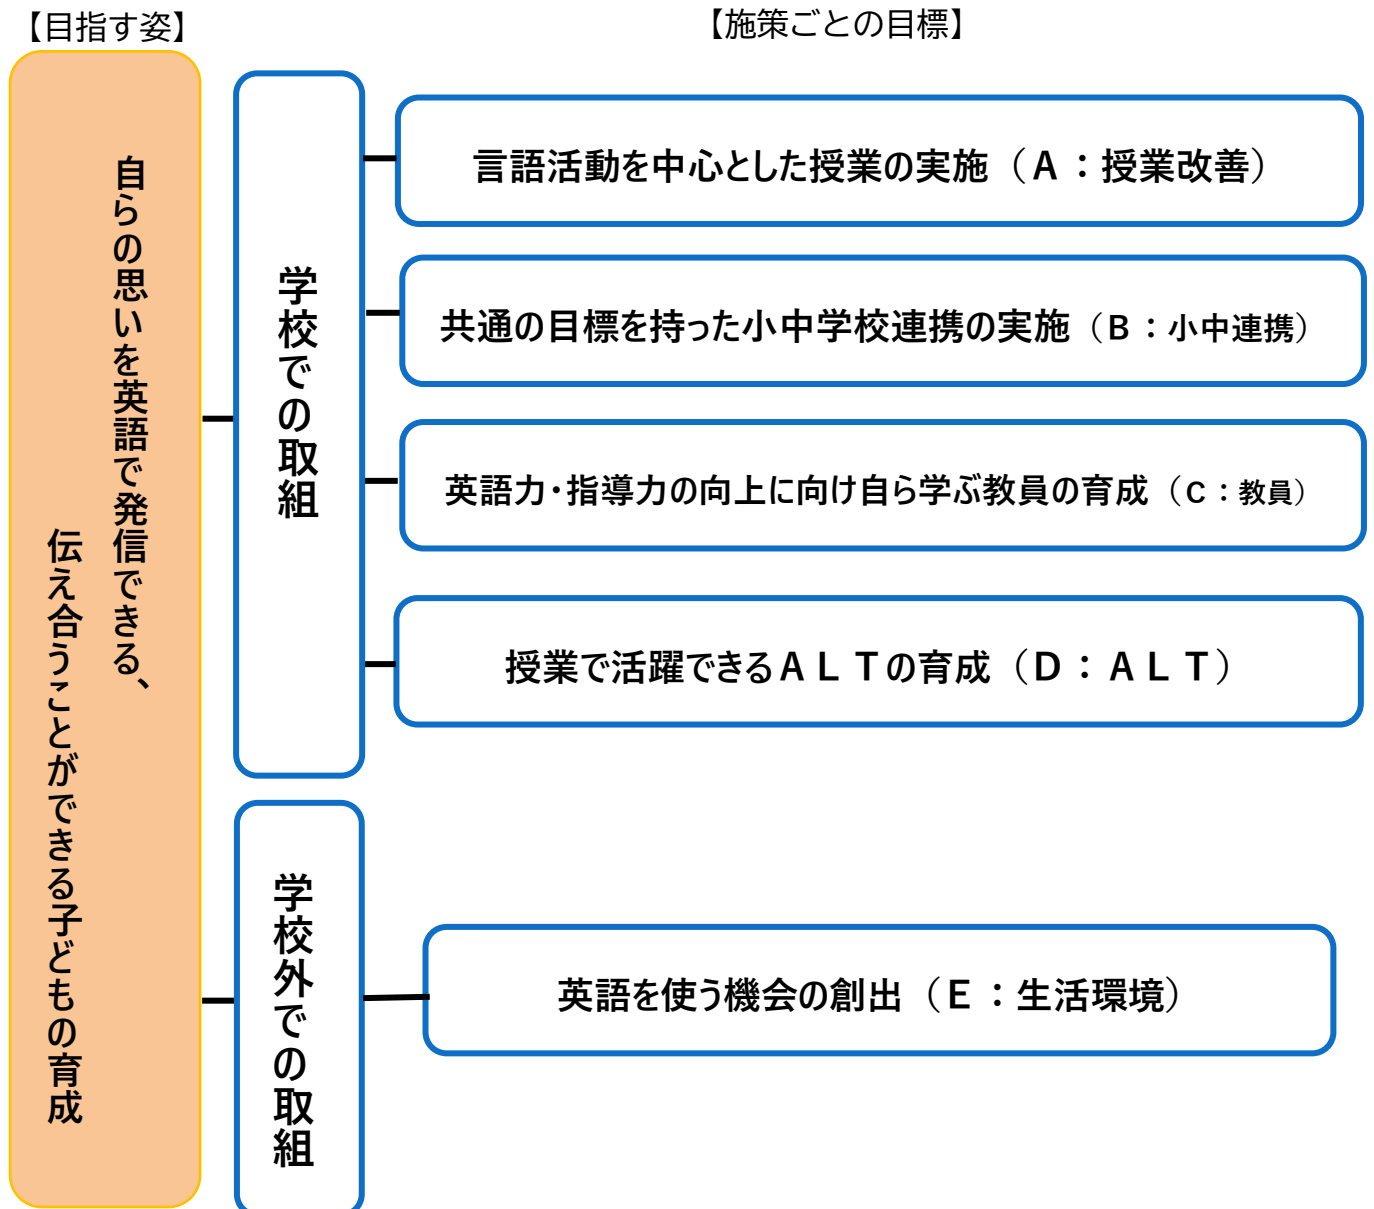 【目指す姿】
【施策ごとの目標】
自らの思いを英語で発信できる、
伝え合うことができる子どもの育成
学校での取組
言語活動を中心とした授業の実施（Ａ：授業改善）
共通の目標を持った小中学校連携の実施（Ｂ：小中連携）
英語力・指導力の向上に向け自ら学ぶ教員の育成（Ｃ：教員）
授業で活躍できるＡＬＴの育成（Ｄ：ＡＬＴ）
学校外での取組
英語を使う機会の創出（Ｅ：生活環境）